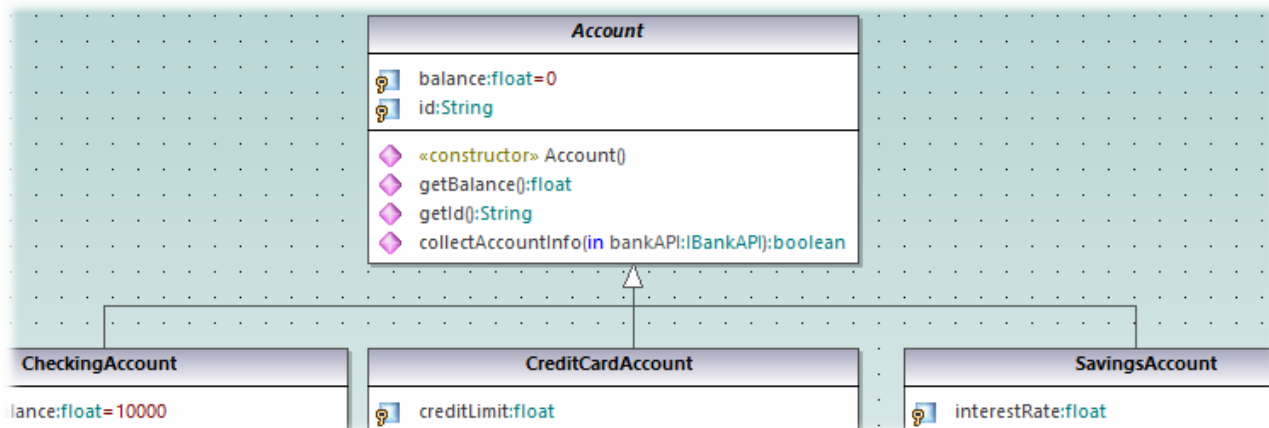 Account
balance:float=0
id:String
«constructor» Account()
getBalance():float
getId():String
collectAccountInfo(in bankAPI:IBankAPI):boolean
CheckingAccount
lance:float=10000
CreditCardAccount
creditLimit:float
SavingsAccount
interestRate:float